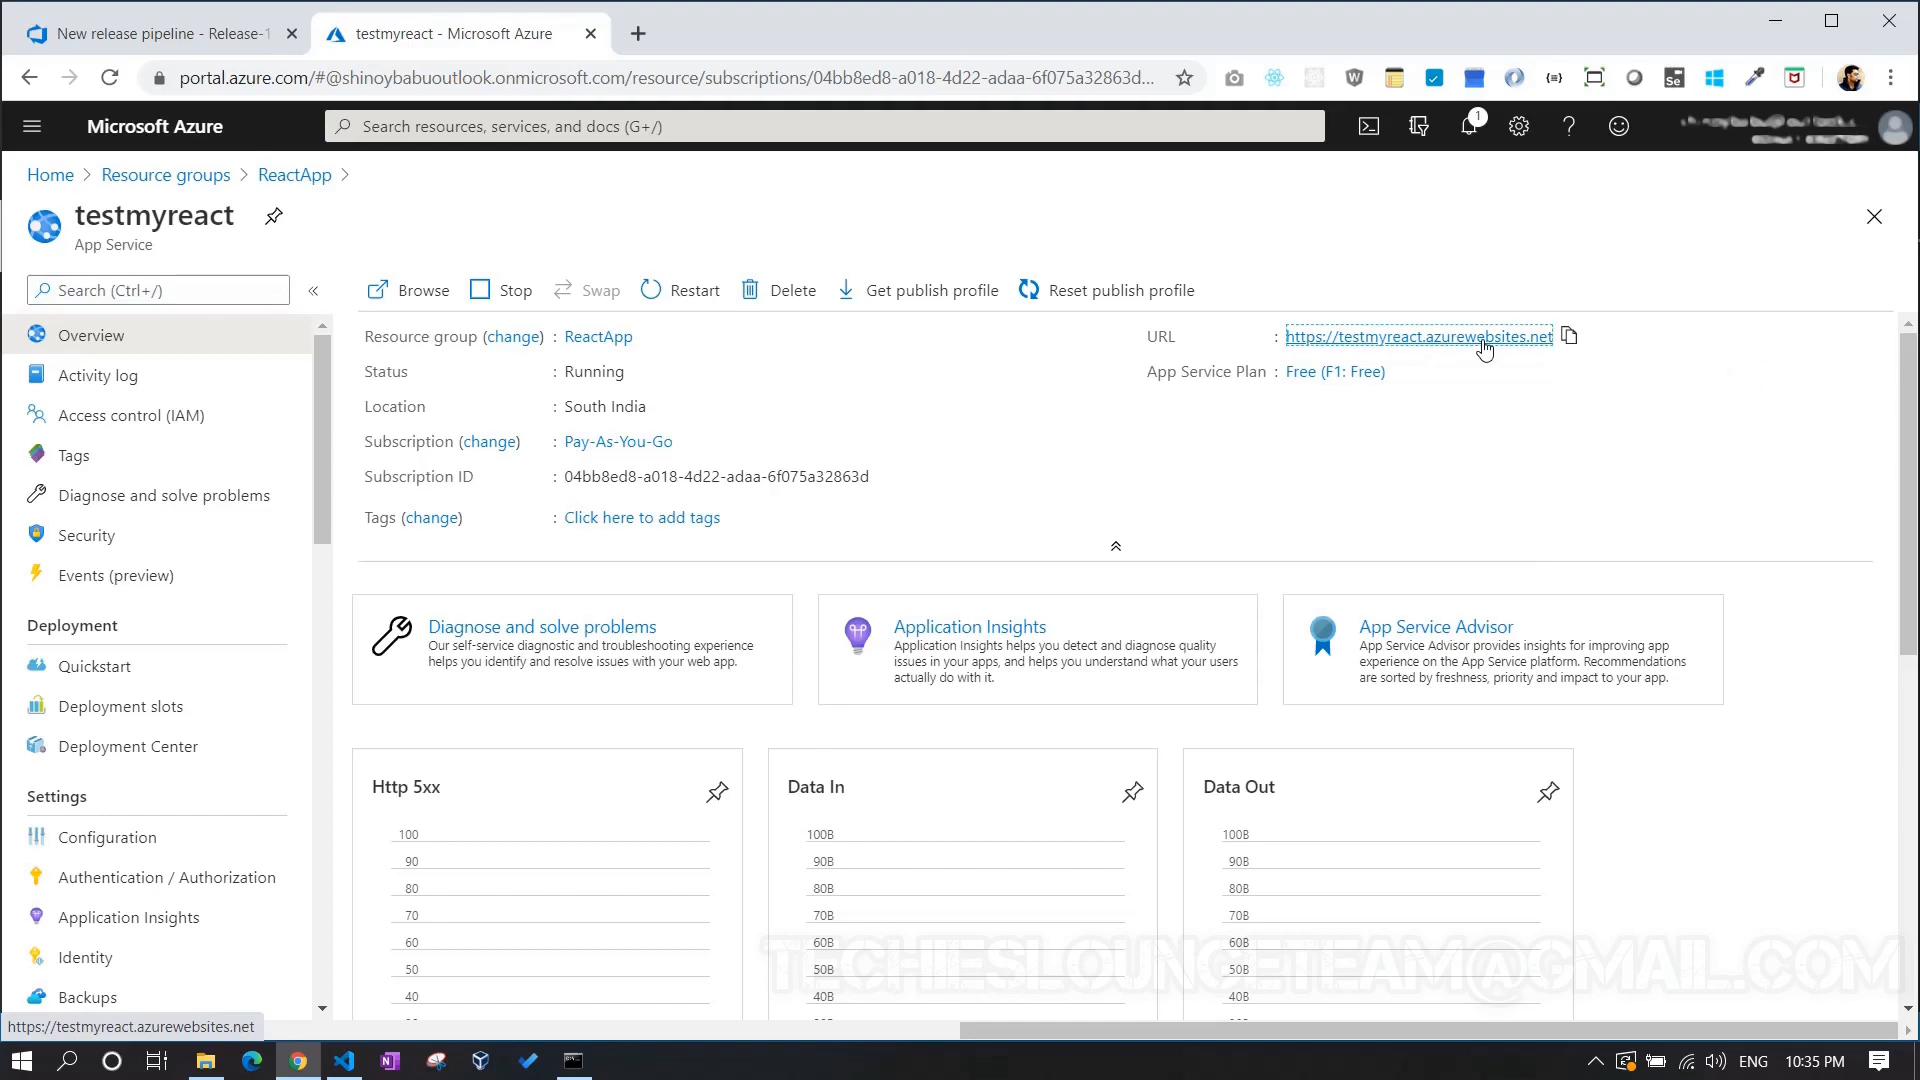 New release pipeline - Release-1
testmyreact - Microsoft Azure
portal.azure.com/#@shinoybabuoutlook.onmicrosoft.com/resource/subscriptions/04bb8ed8-a018-4d22-adaa-6f075a32863d...
Microsoft Azure
Search resources, services, and docs (G+/)
1
Home > Resource groups > ReactApp >
testmyreact
App Service
Search (Ctrl+/)
«
Browse
Stop
Swap
Restart
Delete
Get publish profile
Reset publish profile
Overview
Activity log
Access control (IAM)
Tags
Diagnose and solve problems
Security
Events (preview)
Deployment
Quickstart
Deployment slots
Deployment Center
Settings
Configuration
Authentication / Authorization
Application Insights
Identity
Backups
Resource group (change) : ReactApp
Status : Running
Location : South India
Subscription (change) : Pay-As-You-Go
Subscription ID : 04bb8ed8-a018-4d22-adaa-6f075a32863d
Tags (change) : Click here to add tags
URL : https://testmyreact.azurewebsites.net
App Service Plan : Free (F1: Free)
Diagnose and solve problems
Our self-service diagnostic and troubleshooting experience
helps you identify and resolve issues with your web app.
Application Insights
Application Insights helps you detect and diagnose quality
issues in your apps, and helps you understand what your users
actually do with it.
App Service Advisor
App Service Advisor provides insights for improving app
experience on the App Service platform. Recommendations
are sorted by freshness, priority and impact to your app.
Http 5xx
100
90
80
70
60
50
40
Data In
100B
90B
80B
70B
60B
50B
40B
Data Out
100B
90B
80B
70B
60B
50B
40B
TECHIESLOUNGETEAM@GMAIL.COM
https://testmyreact.azurewebsites.net
ENG
10:35 PM